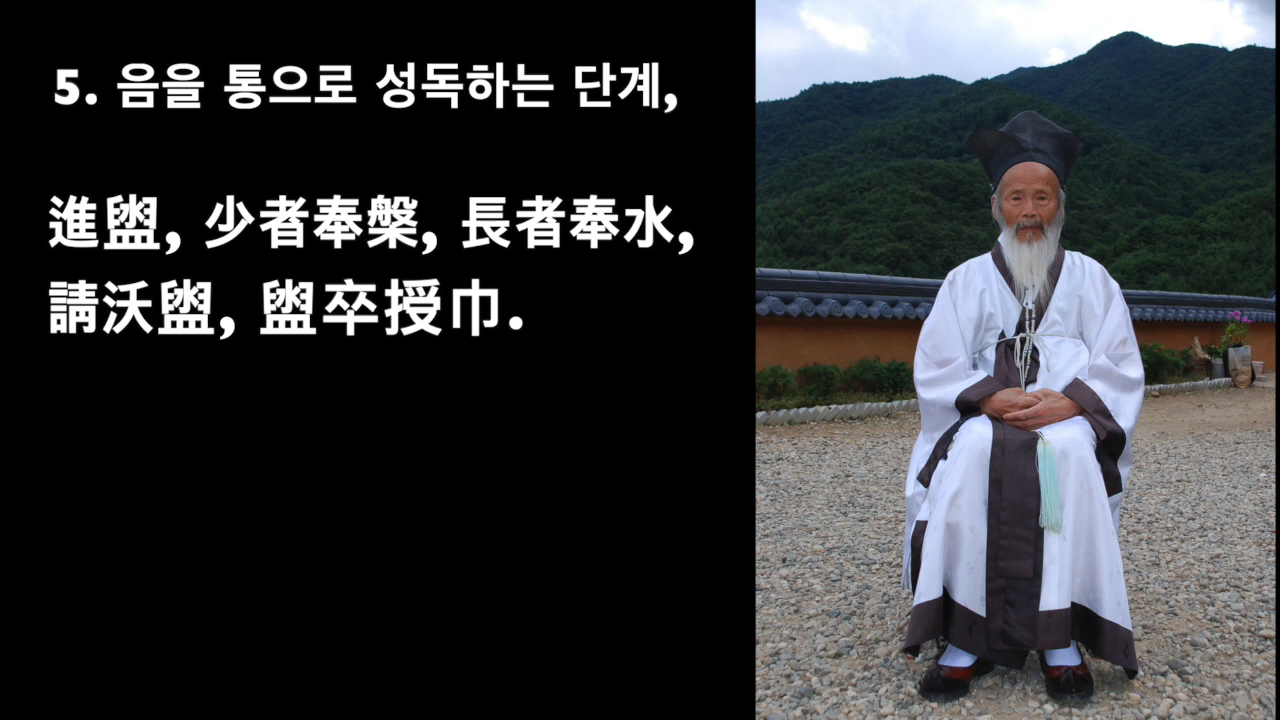 5. 음을 통으로 성독하는 단계,
進盥, 少者奉槃, 長者奉水,
請沃盥, 盥卒授巾.